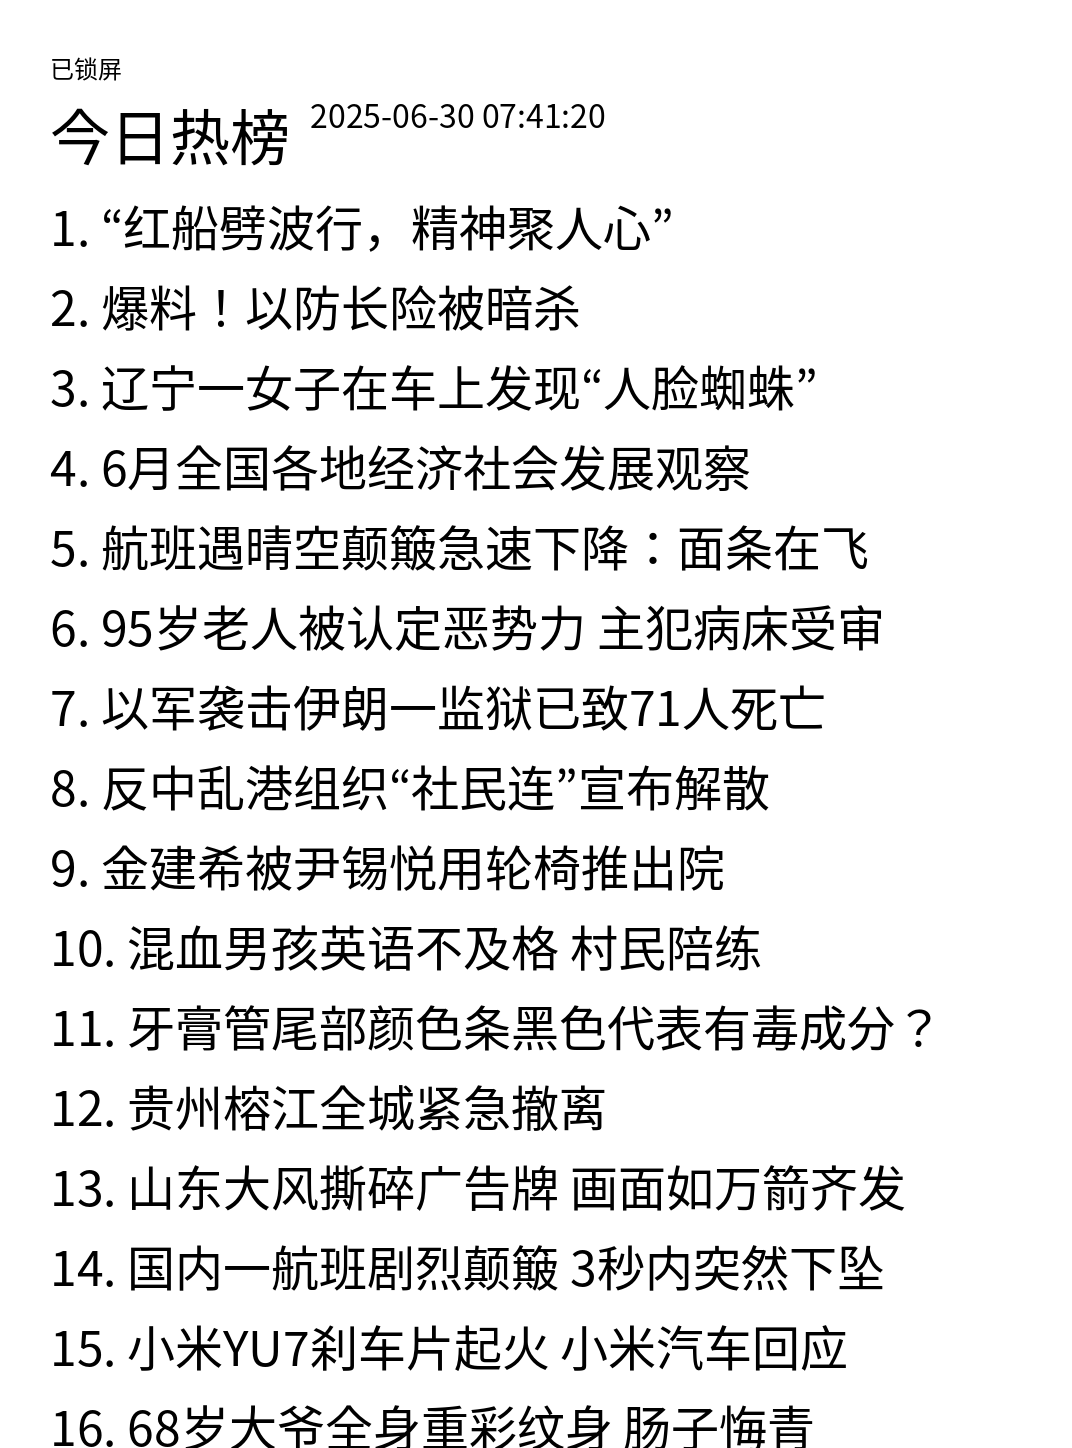 已锁屏
今日热榜 2025-06-30 07:41:20
1. “红船劈波行，精神聚人心”
2. 爆料！以防长险被暗杀
3. 辽宁一女子在车上发现“人脸蜘蛛”
4. 6月全国各地经济社会发展观察
5. 航班遇晴空颠簸急速下降：面条在飞
6. 95岁老人被认定恶势力 主犯病床受审
7. 以军袭击伊朗一监狱已致71人死亡
8. 反中乱港组织“社民连”宣布解散
9. 金建希被尹锡悦用轮椅推出院
10. 混血男孩英语不及格 村民陪练
11. 牙膏管尾部颜色条黑色代表有毒成分？
12. 贵州榕江全城紧急撤离
13. 山东大风撕碎广告牌 画面如万箭齐发
14. 国内一航班剧烈颠簸 3秒内突然下坠
15. 小米YU7刹车片起火 小米汽车回应
16. 68岁大爷全身重彩纹身 肠子悔青